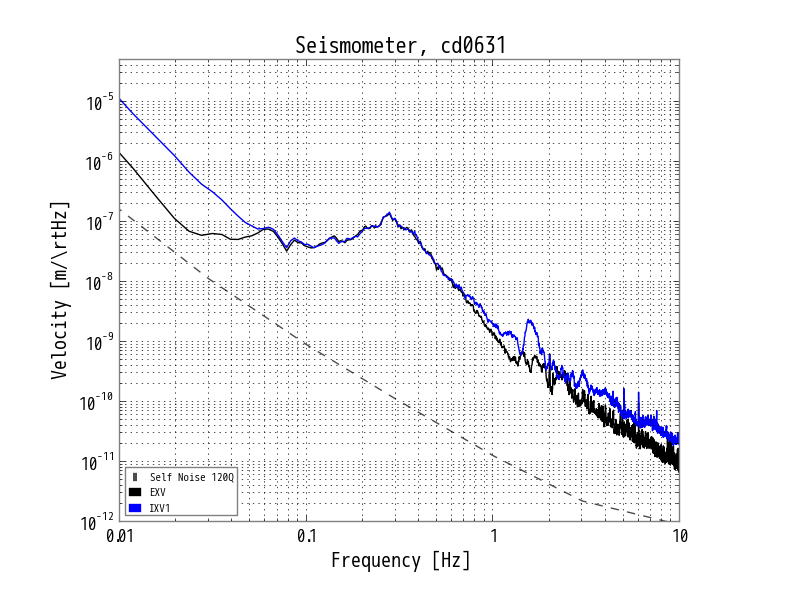 Seismometer, cd0631
Velocity [m/\rtHz]
10^-5
10^-6
10^-7
10^-8
10^-9
10^-10
10^-11
10^-12
Self Noise 120Q
EXV
IXV1
0.01 0.1 1 10
Frequency [Hz]